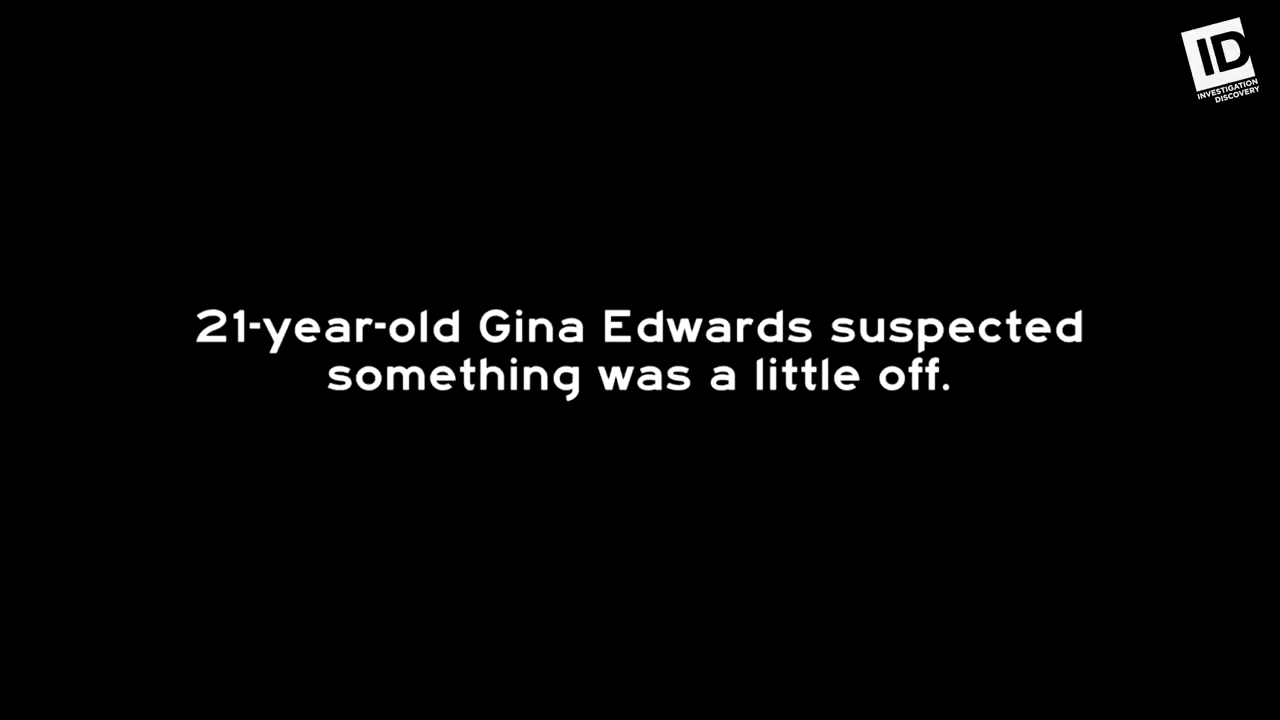 ID
INVESTIGATION
DISCOVERY
21-year-old Gina Edwards suspected
something was a little off.